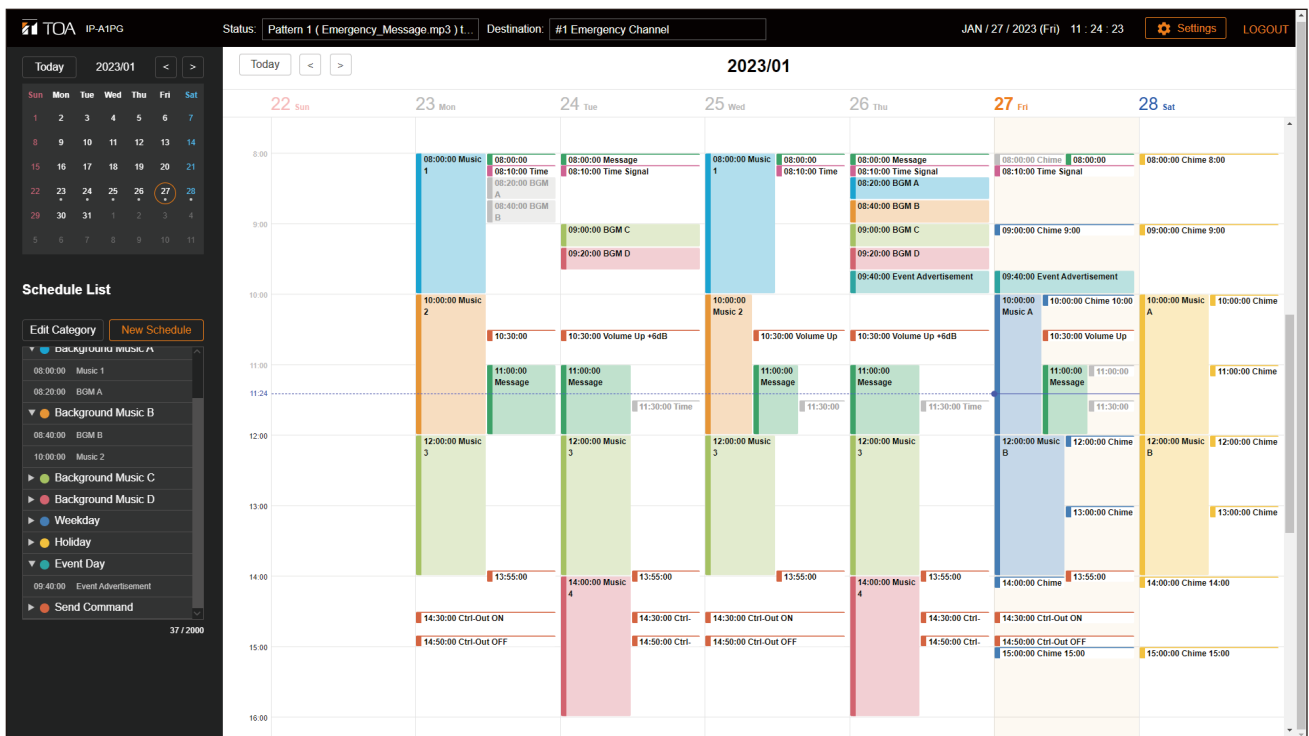 TOA IP-A1PG
Status: Pattern 1 ( Emergency_Message.mp3 ) t... Destination: #1 Emergency Channel
JAN / 27 / 2023 (Fri) 11 : 24 : 23 Settings LOGOUT
Today 2023/01 < >
Sun Mon Tue Wed Thu Fri Sat
1 2 3 4 5 6 7
8 9 10 11 12 13 14
15 16 17 18 19 20 21
22 23 24 25 26 27 28
29 30 31 1 2 3 4
5 6 7 8 9 10 11
Schedule List
Edit Category New Schedule
Background Music A
08:00:00 Music 1
08:20:00 BGM A
Background Music B
08:40:00 BGM B
10:00:00 Music 2
Background Music C
Background Music D
Weekday
Holiday
Event Day
09:40:00 Event Advertisement
Send Command
37 / 2000
Today < > 2023/01
22 Sun 23 Mon 24 Tue 25 Wed 26 Thu 27 Fri 28 Sat
8:00
9:00
10:00
11:00
11:24
12:00
13:00
14:00
15:00
16:00
08:00:00 Music
1
08:00:00
08:10:00 Time
08:20:00 BGM
A
08:40:00 BGM
B
10:00:00 Music
2
10:30:00
11:00:00
Message
12:00:00 Music
3
13:55:00
14:30:00 Ctrl-Out ON
14:50:00 Ctrl-Out OFF
08:00:00 Message
08:10:00 Time Signal
09:00:00 BGM C
09:20:00 BGM D
10:30:00 Volume Up +6dB
11:00:00
Message
11:30:00 Time
12:00:00 Music
3
13:55:00
14:00:00 Music
4
14:30:00 Ctrl-
14:50:00 Ctrl-
08:00:00 Music
1
08:00:00
08:10:00 Time
10:00:00
Music 2
10:30:00 Volume Up
11:00:00
Message
11:30:00
12:00:00 Music
3
13:55:00
14:30:00 Ctrl-Out ON
14:50:00 Ctrl-Out OFF
08:00:00 Message
08:10:00 Time Signal
08:20:00 BGM A
08:40:00 BGM B
09:00:00 BGM C
09:20:00 BGM D
09:40:00 Event Advertisement
10:30:00 Volume Up +6dB
11:00:00
Message
11:30:00 Time
12:00:00 Music
3
13:55:00
14:00:00 Music
4
14:30:00 Ctrl-
14:50:00 Ctrl-
08:00:00 Chime 08:00:00
08:10:00 Time Signal
09:00:00 Chime 9:00
09:40:00 Event Advertisement
10:00:00
Music A
10:00:00 Chime 10:00
10:30:00 Volume Up
11:00:00
Message
11:00:00
11:30:00
12:00:00 Music
B
12:00:00 Chime
13:00:00 Chime
13:55:00
14:00:00 Chime
14:30:00 Ctrl-Out ON
14:50:00 Ctrl-Out OFF
15:00:00 Chime 15:00
08:00:00 Chime 8:00
09:00:00 Chime 9:00
10:00:00 Music
A
10:00:00 Chime
11:00:00 Chime
12:00:00 Music
B
12:00:00 Chime
13:00:00 Chime
14:00:00 Chime 14:00
15:00:00 Chime 15:00